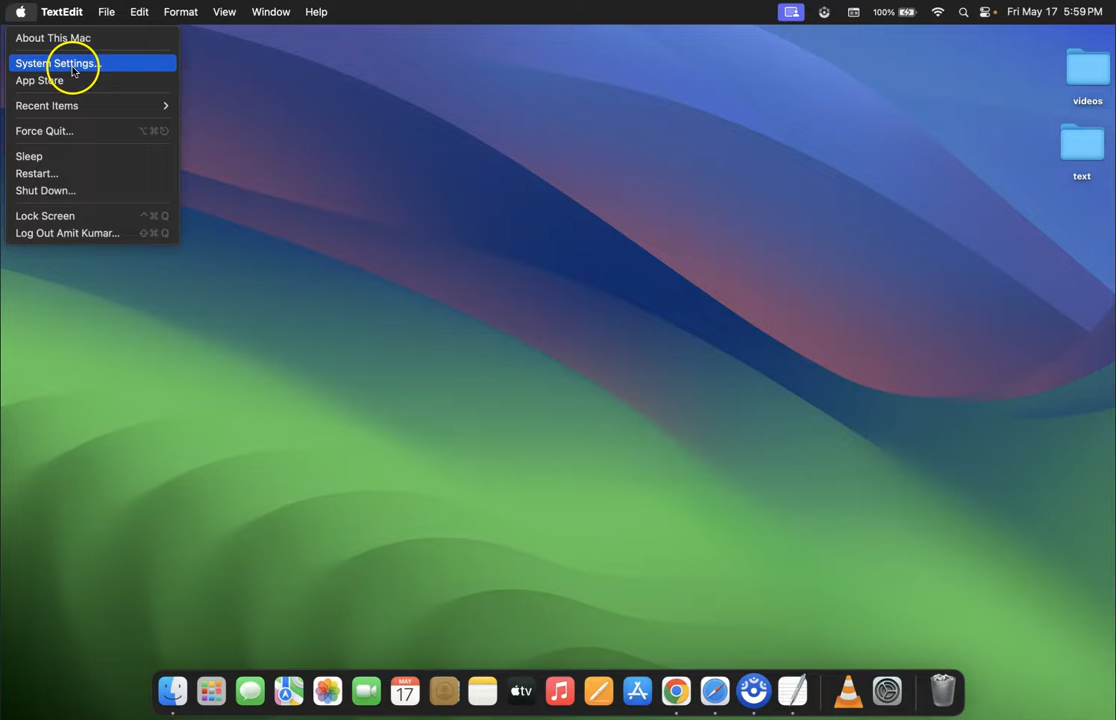 TextEdit File Edit Format View Window Help 100% Fri May 17 5:59 PM
About This Mac
System Settings...
App Store
Recent Items
Force Quit... ⌥⌘⎋
Sleep
Restart...
Shut Down...
Lock Screen ^⌘Q
Log Out Amit Kumar... ⇧⌘Q
videos
text
MAY
17
tv